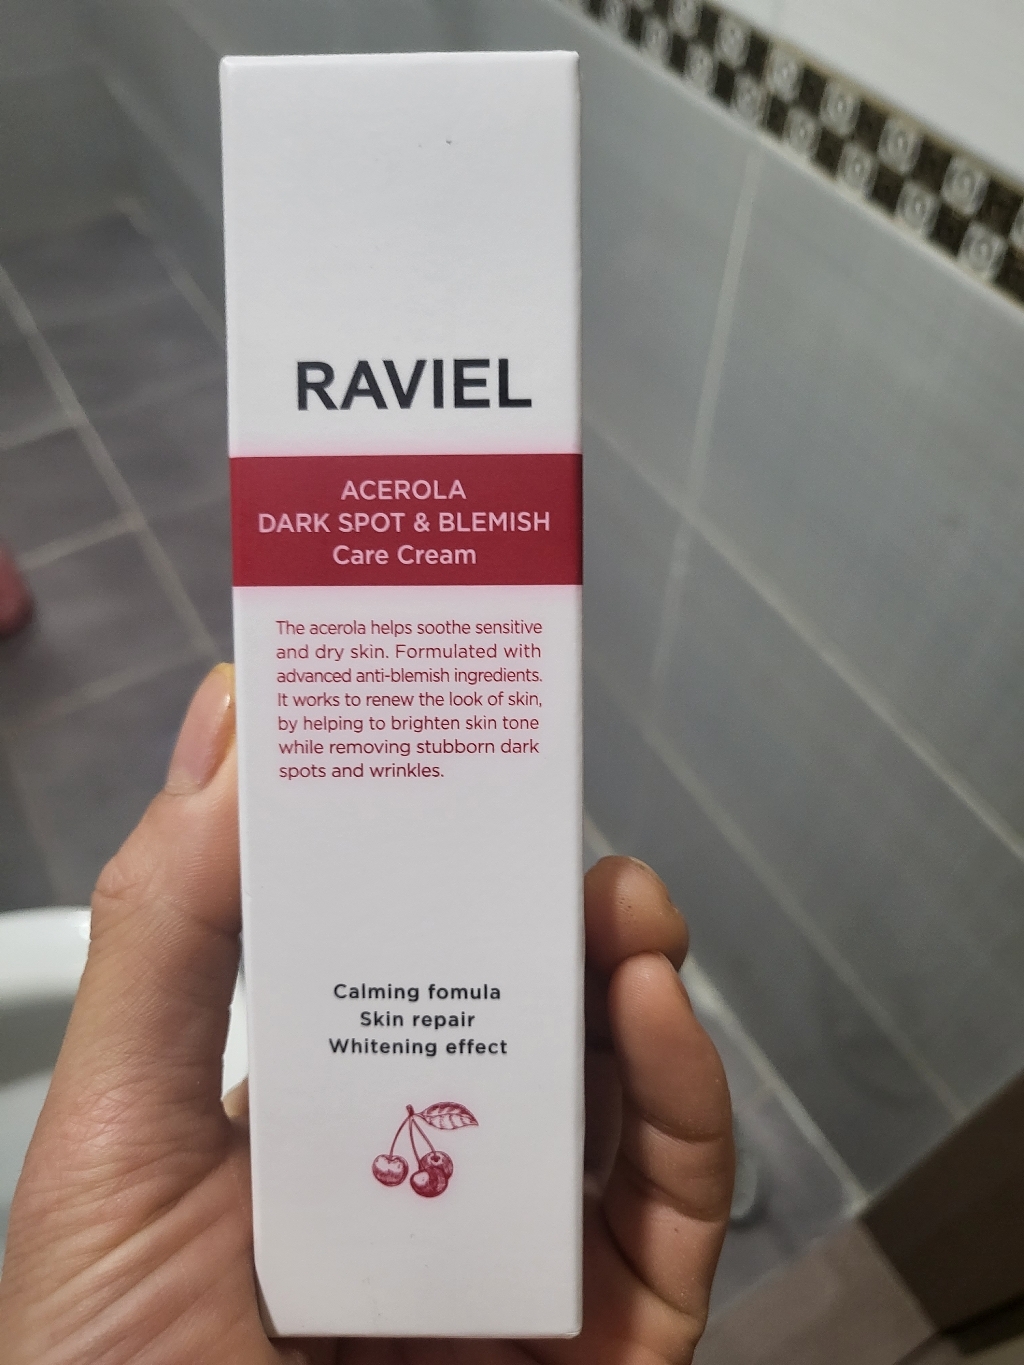 RAVIEL
ACEROLA
DARK SPOT & BLEMISH
Care Cream
The acerola helps soothe sensitive
and dry skin. Formulated with
advanced anti-blemish ingredients.
It works to renew the look of skin,
by helping to brighten skin tone
while removing stubborn dark
spots and wrinkles.
Calming fomula
Skin repair
Whitening effect